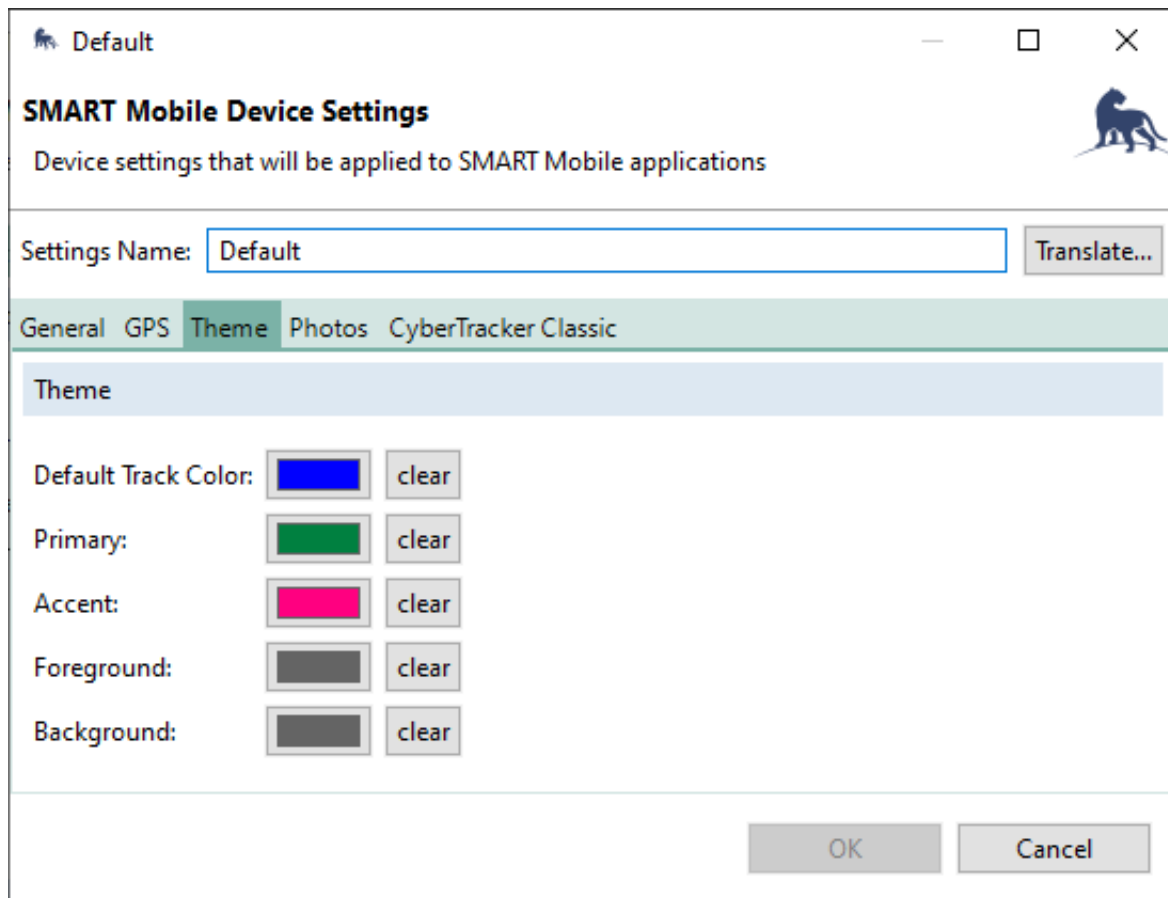 Default
SMART Mobile Device Settings
Device settings that will be applied to SMART Mobile applications
Settings Name: Default Translate...
General GPS Theme Photos CyberTracker Classic
Theme
Default Track Color: clear
Primary: clear
Accent: clear
Foreground: clear
Background: clear
OK Cancel